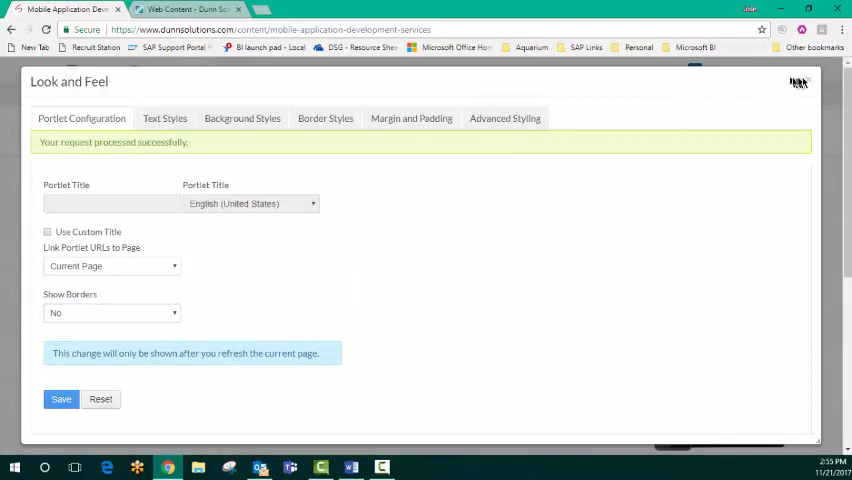 Mobile Application Dev
Web Content - Dunn So
Secure
https://www.dunnsolutions.com/content/mobile-application-development-services
New Tab
Recruit Station
SAP Support Portal
BI launch pad - Local
DSG - Resource She
Microsoft Office Hom
Aquarium
SAP Links
Personal
Microsoft BI
Other bookmarks
Look and Feel
Portlet Configuration
Text Styles
Background Styles
Border Styles
Margin and Padding
Advanced Styling
Your request processed successfully.
Portlet Title
Portlet Title
English (United States)
Use Custom Title
Link Portlet URLs to Page
Current Page
Show Borders
No
This change will only be shown after you refresh the current page.
Save
Reset
2:55 PM
11/21/2017